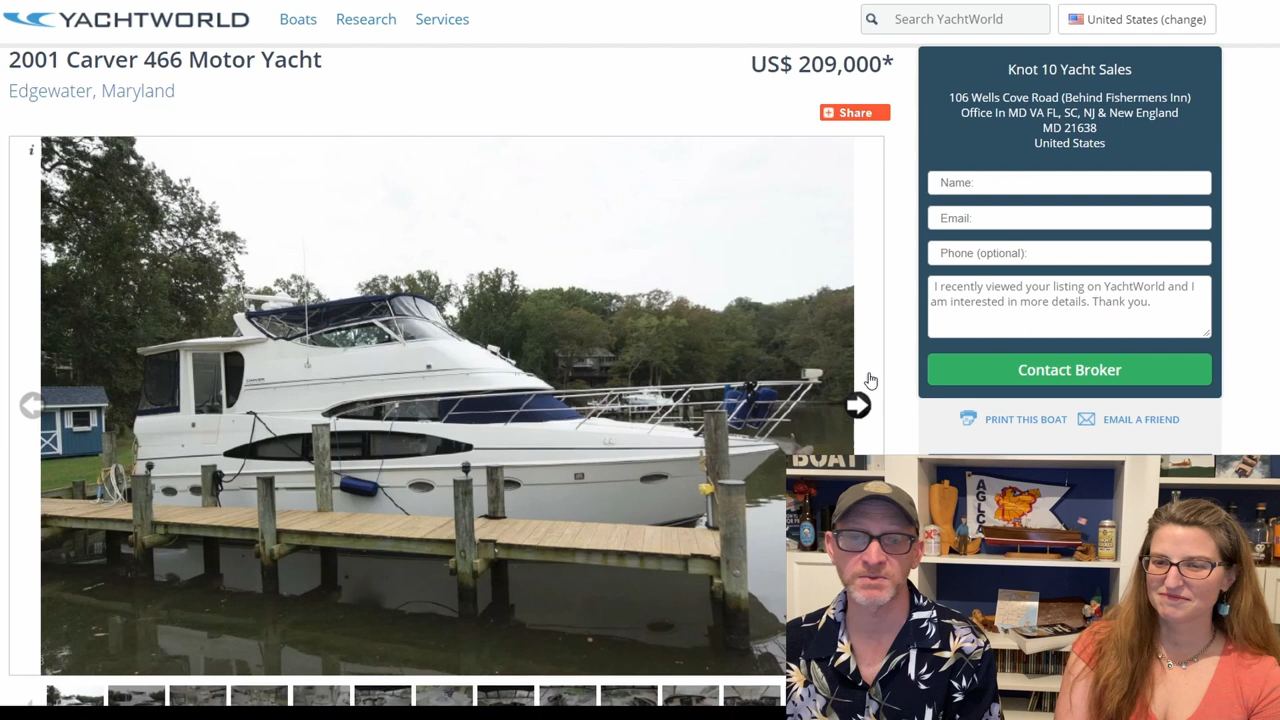 YACHTWORLD
Boats
Research
Services
Search YachtWorld
United States (change)
2001 Carver 466 Motor Yacht
US$ 209,000*
Edgewater, Maryland
Share
i
Knot 10 Yacht Sales
106 Wells Cove Road (Behind Fishermens Inn)
Office In MD VA FL, SC, NJ & New England
MD 21638
United States
Name:
Email:
Phone (optional):
I recently viewed your listing on YachtWorld and I
am interested in more details. Thank you.
Contact Broker
PRINT THIS BOAT
EMAIL A FRIEND
BOAT
AGLCA